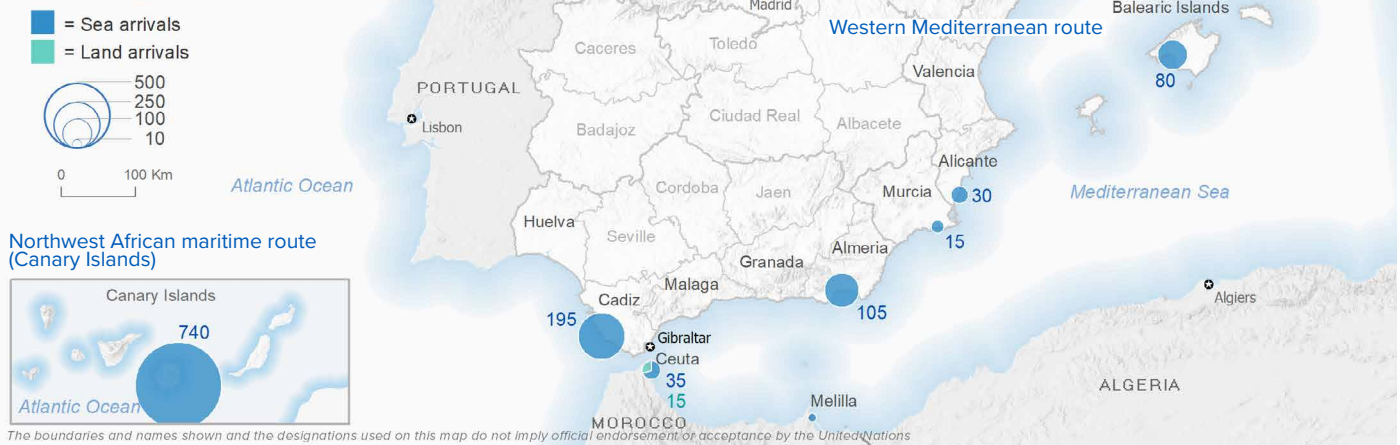 = Sea arrivals
= Land arrivals
500
250
100
10
0 100 Km
Northwest African maritime route
(Canary Islands)
Canary Islands
740
Atlantic Ocean
Madrid
Western Mediterranean route
Balearic Islands
80
Caceres
Toledo
Valencia
PORTUGAL
Lisbon
Badajoz
Ciudad Real
Albacete
Alicante
30
Atlantic Ocean
Cordoba
Jaen
Murcia
15
Mediterranean Sea
Huelva
Seville
Almeria
Granada
Malaga
105
Cadiz
195
Gibraltar
Ceuta
35
15
Algiers
ALGERIA
Melilla
MOROCCO
The boundaries and names shown and the designations used on this map do not imply official endorsement or acceptance by the United Nations